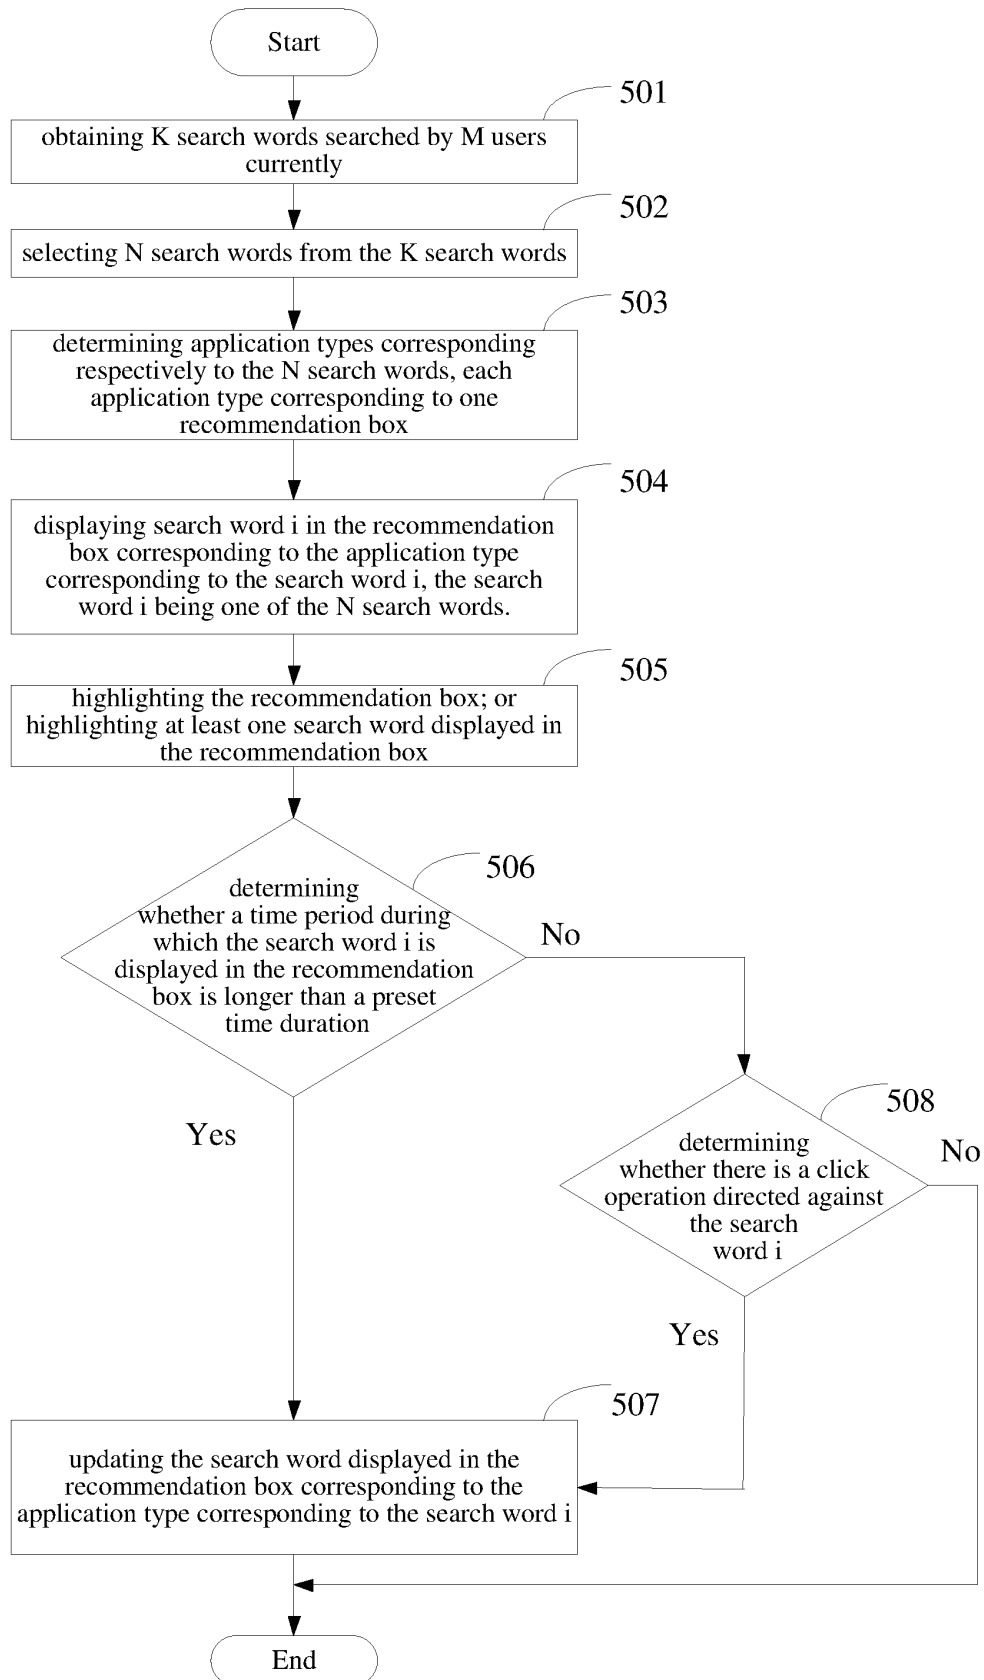 Start
501
obtaining K search words searched by M users
currently
502
selecting N search words from the K search words
503
determining application types corresponding
respectively to the N search words, each
application type corresponding to one
recommendation box
504
displaying search word i in the recommendation
box corresponding to the application type
corresponding to the search word i, the search
word i being one of the N search words.
505
highlighting the recommendation box; or
highlighting at least one search word displayed in
the recommendation box
506
determining
whether a time period during
which the search word i is
displayed in the recommendation
box is longer than a preset
time duration
No
Yes
508
determining
whether there is a click
operation directed against
the search
word i
No
Yes
507
updating the search word displayed in the
recommendation box corresponding to the
application type corresponding to the search word i
End